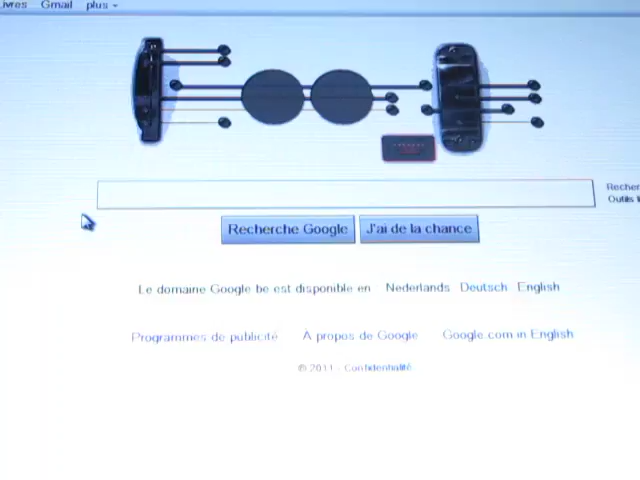 ivres Gmail plus
Recherche Google J'ai de la chance
Le domaine Google be est disponible en Nederlands Deutsch English
Programmes de publicité À propos de Google Google.com in English
© 2011 - Confidentialité